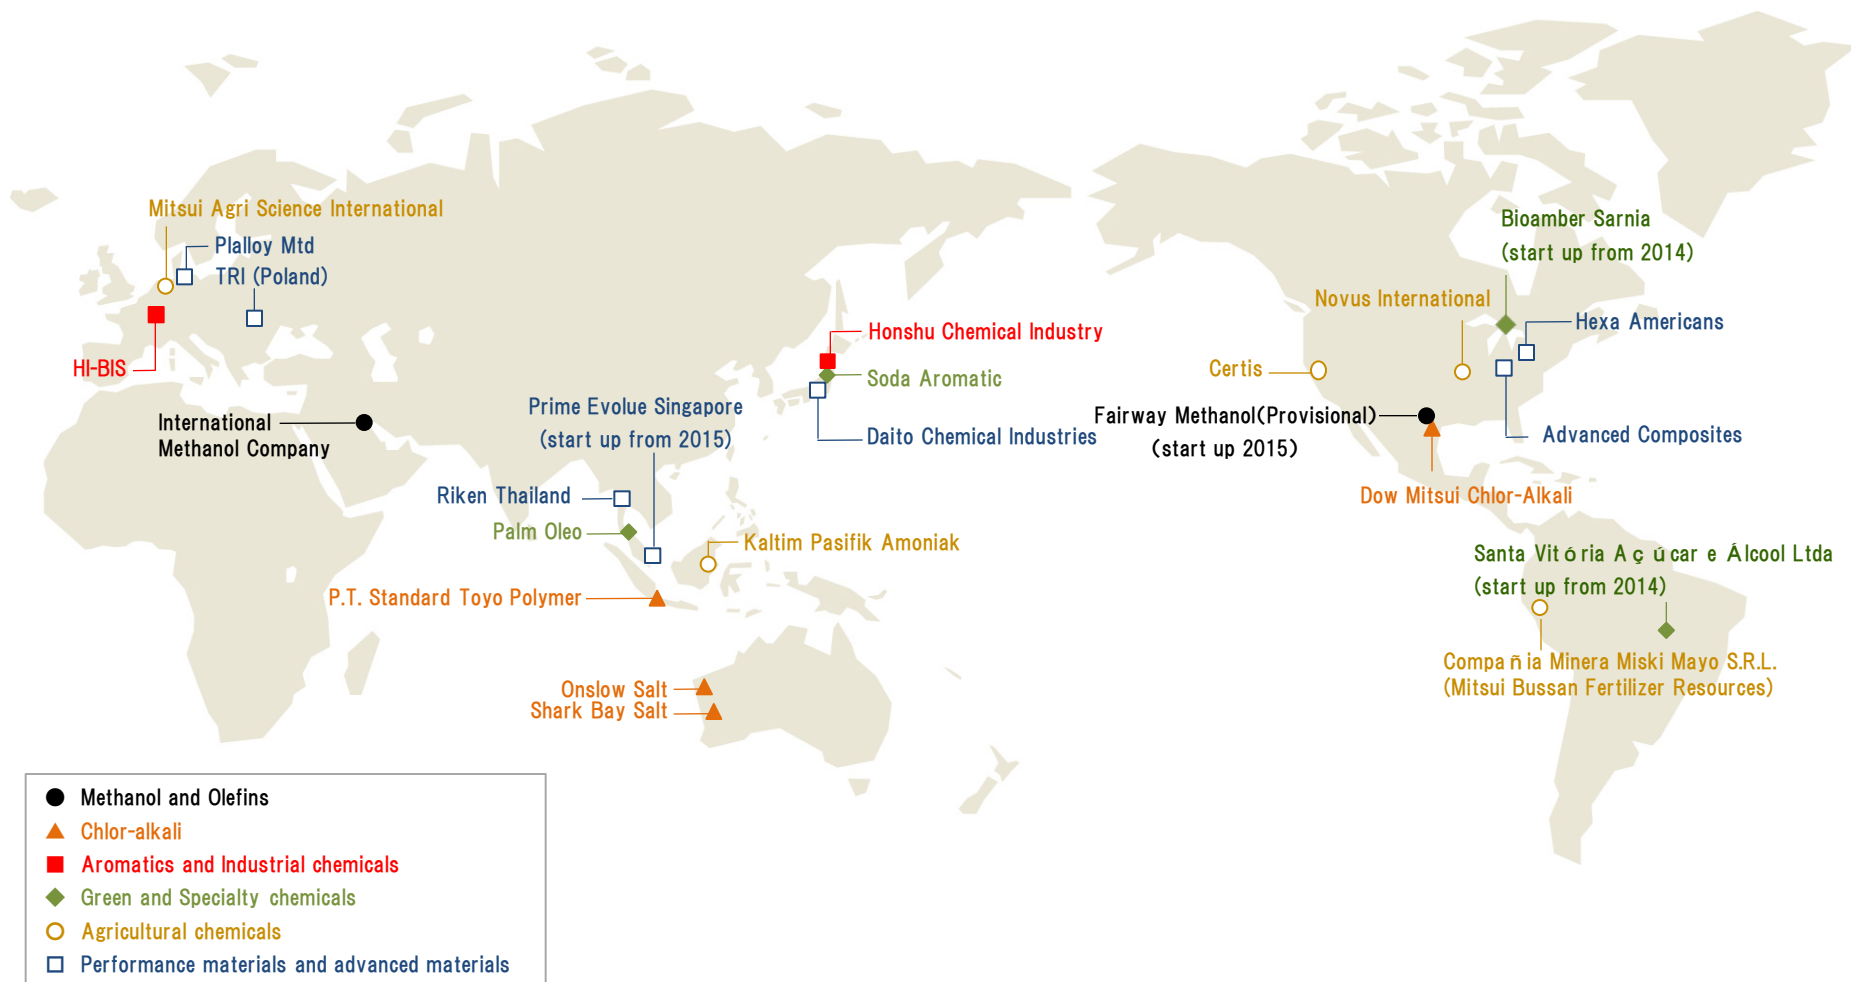 Mitsui Agri Science International
Plalloy Mtd
TRI (Poland)
HI-BIS
International
Methanol Company
Prime Evolue Singapore
(start up from 2015)
Riken Thailand
Palm Oleo
Kaltim Pasifik Amoniak
P.T. Standard Toyo Polymer
Onslow Salt
Shark Bay Salt
Honshu Chemical Industry
Soda Aromatic
Daito Chemical Industries
Bioamber Sarnia
(start up from 2014)
Novus International
Hexa Americans
Certis
Fairway Methanol(Provisional)
(start up 2015)
Advanced Composites
Dow Mitsui Chlor-Alkali
Santa Vitória Açúcar e Álcool Ltda
(start up from 2014)
Compañia Minera Miski Mayo S.R.L.
(Mitsui Bussan Fertilizer Resources)
Methanol and Olefins
Chlor-alkali
Aromatics and Industrial chemicals
Green and Specialty chemicals
Agricultural chemicals
Performance materials and advanced materials